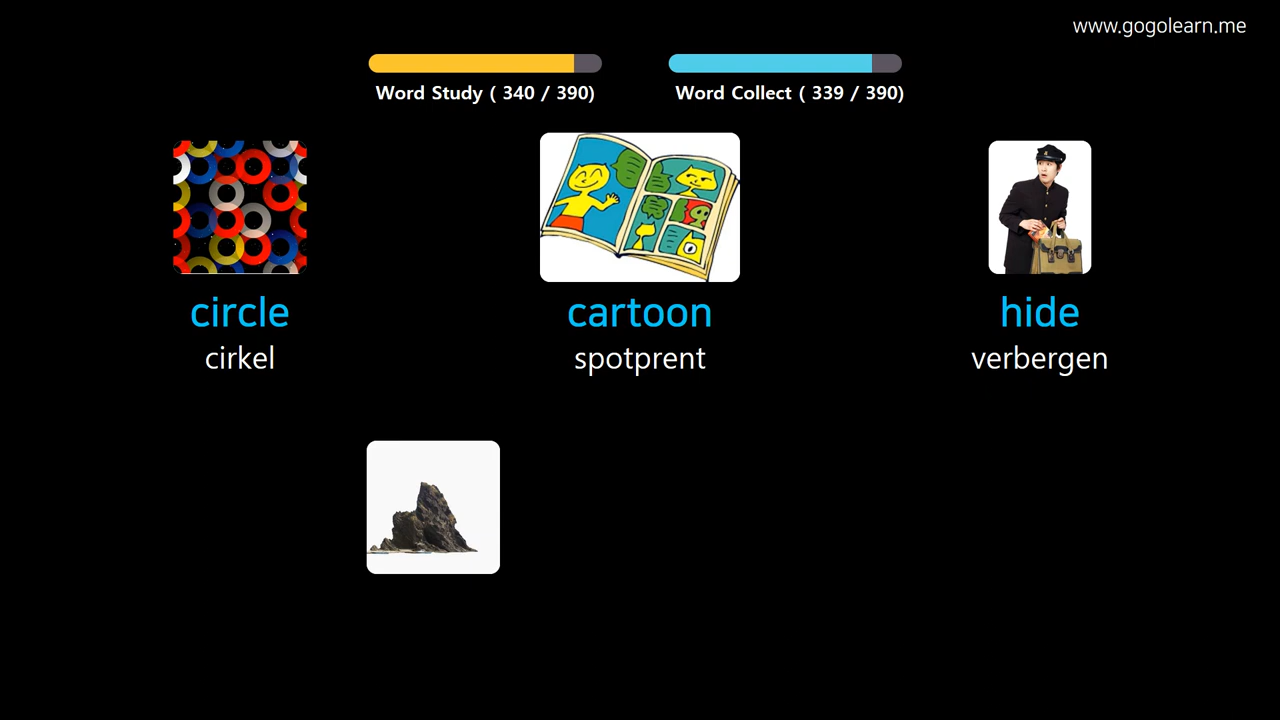 www.gogolearn.me
Word Study ( 340 / 390)
Word Collect ( 339 / 390)
circle
cartoon
hide
cirkel
spotprent
verbergen